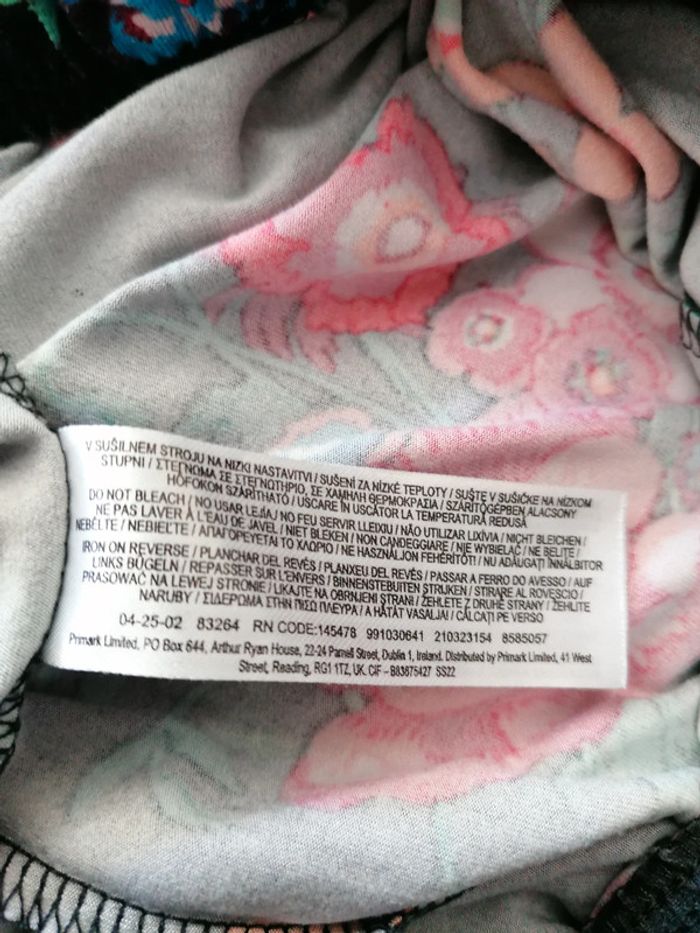 V SUŠILNEM STROJU NA NIZKI NASTAVITVI / SUŠENÍ ZA NÍZKÉ TEPLOTY / SUŠTE V SUŠIČKE NA NÍZKOM
STUPNI / ΣΤΕΓΝΩΜΑ ΣΕ ΣΤΕΓΝΩΤΗΡΙΟ, ΣΕ ΧΑΜΗΛΗ ΘΕΡΜΟΚΡΑΣΙΑ / SZÁRÍTÓGÉPBEN ALACSONY
HŐFOKON SZÁRÍTHATÓ / USCARE ÎN USCĂTOR LA TEMPERATURĂ REDUSĂ
DO NOT BLEACH / NO USAR LEJÍA / NO FEU SERVIR LLEIXIU / NÃO UTILIZAR LIXÍVIA / NICHT BLEICHEN /
NE PAS LAVER À L'EAU DE JAVEL / NIET BLEKEN / NON CANDEGGIARE / NIE WYBIELAĆ / NE BELITE /
NEBĚLTE / NEBIEĽTE / ΑΠΑΓΟΡΕΥΕΤΑΙ ΤΟ ΧΛΩΡΙΟ / NE HASZNÁLJON FEHÉRÍTŐT / NU ADĂUGAȚI ÎNĂLBITOR
IRON ON REVERSE / PLANCHAR DEL REVÉS / PLANXEU DEL REVÉS / PASSAR A FERRO DO AVESSO / AUF
LINKS BÜGELN / REPASSER SUR L'ENVERS / BINNENSTEBUITEN STRIJKEN / STIRARE AL ROVESCIO /
PRASOWAĆ NA LEWEJ STRONIE / LIKAJTE NA OBRNJENI STRANI / ŽEHLETE Z DRUHÉ STRANY / ŽEHLITE
NARUBY / ΣΙΔΕΡΩΜΑ ΣΤΗΝ ΠΙΣΩ ΠΛΕΥΡΑ / A HÁTÁT VASALJA / CĂLCAȚI PE VERSO
04-25-02 83264 RN CODE:145478 991030641 210323154 8585057
Primark Limited, PO Box 644, Arthur Ryan House, 22-24 Parnell Street, Dublin 1, Ireland. Distributed by Primark Limited, 41 West
Street, Reading, RG1 1TZ, UK. CIF - B83875427 SS22